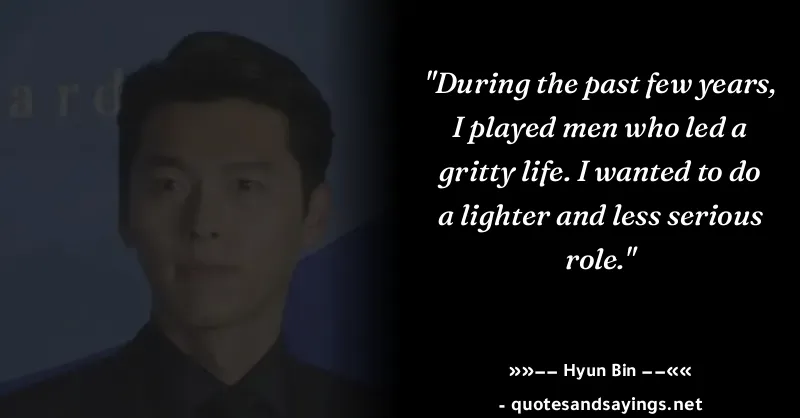 ard
"During the past few years,
I played men who led a
gritty life. I wanted to do
a lighter and less serious
role."
»»−− Hyun Bin −−««
- quotesandsayings.net